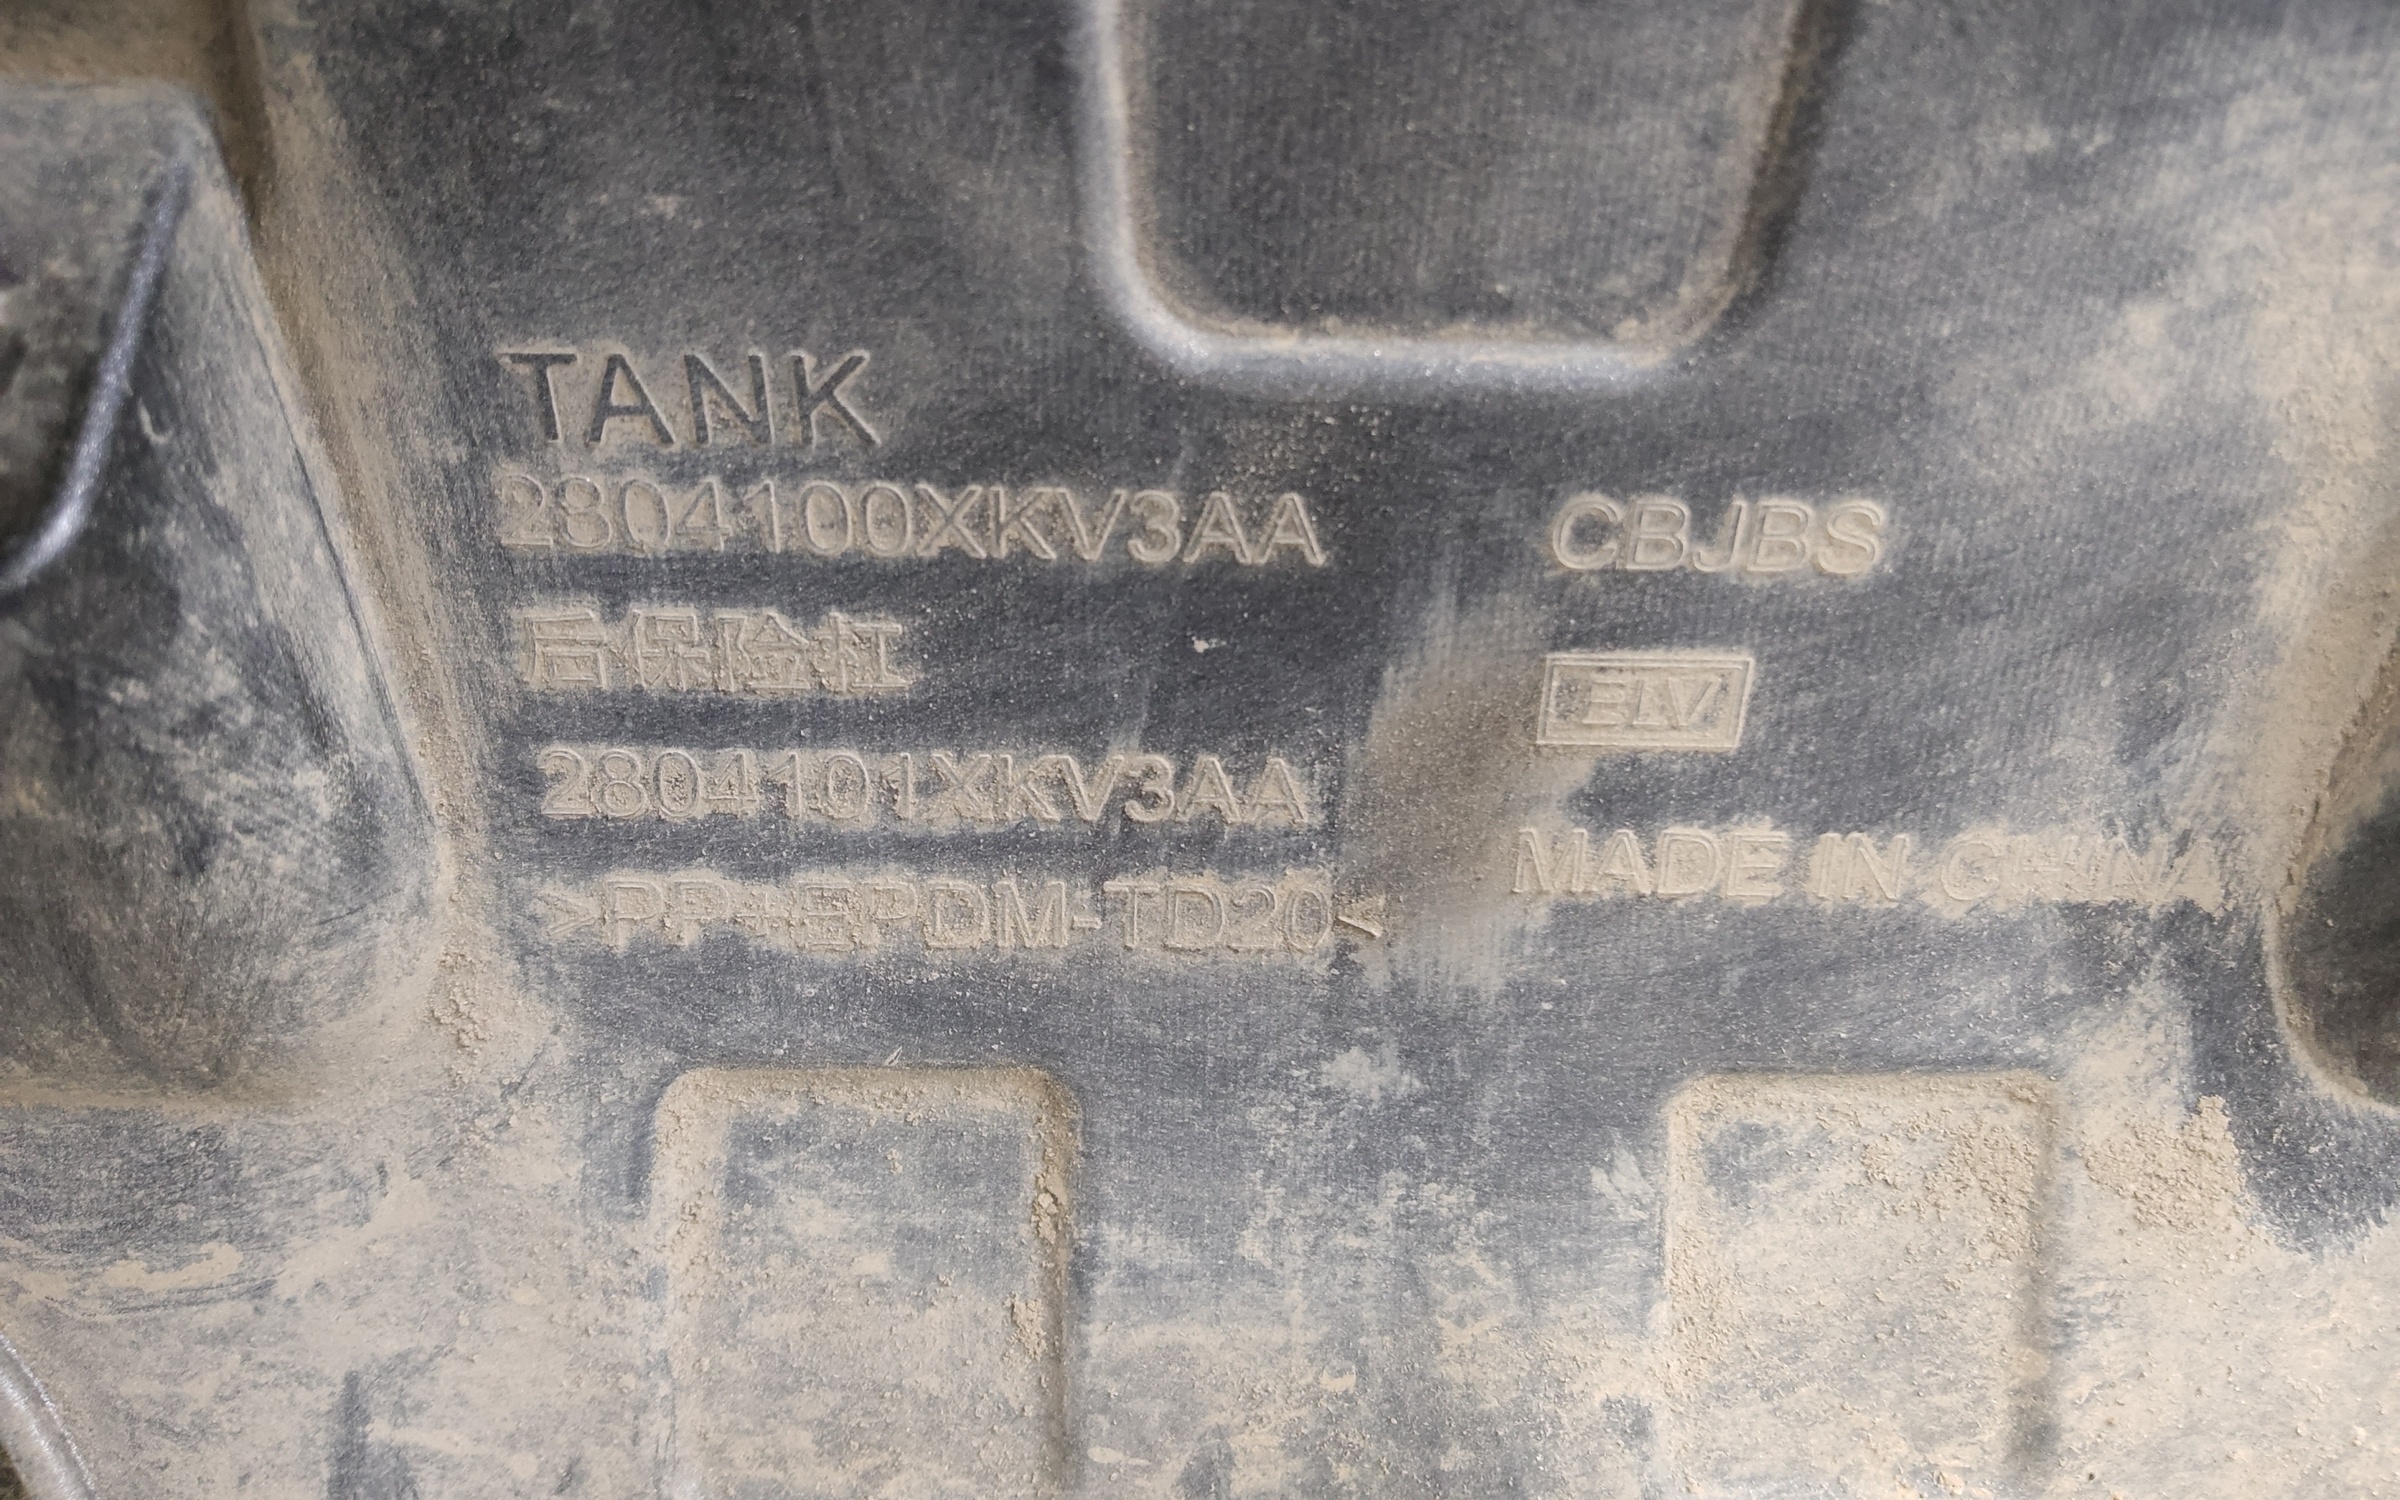 TANK
2804100XKV3AA CBJBS
后保险杠
ELV
2804101XKV3AA
MADE IN CHINA
>PP+EPDM-TD20<